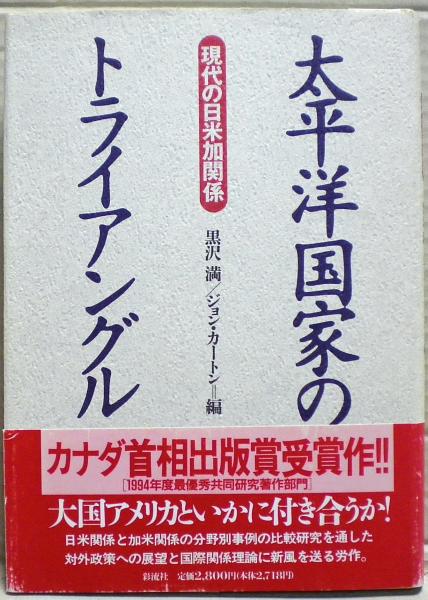 太平洋国家の
トライアングル
現代の日米加関係
黒沢 満／ジョン・カートン＝編
カナダ首相出版賞受賞作!!
［1994年度最優秀共同研究著作部門］
大国アメリカといかに付き合うか!
日米関係と加米関係の分野別事例の比較研究を通した
対外政策への展望と国際関係理論に新風を送る労作。
彩流社 定価2,800円(本体2,718円)